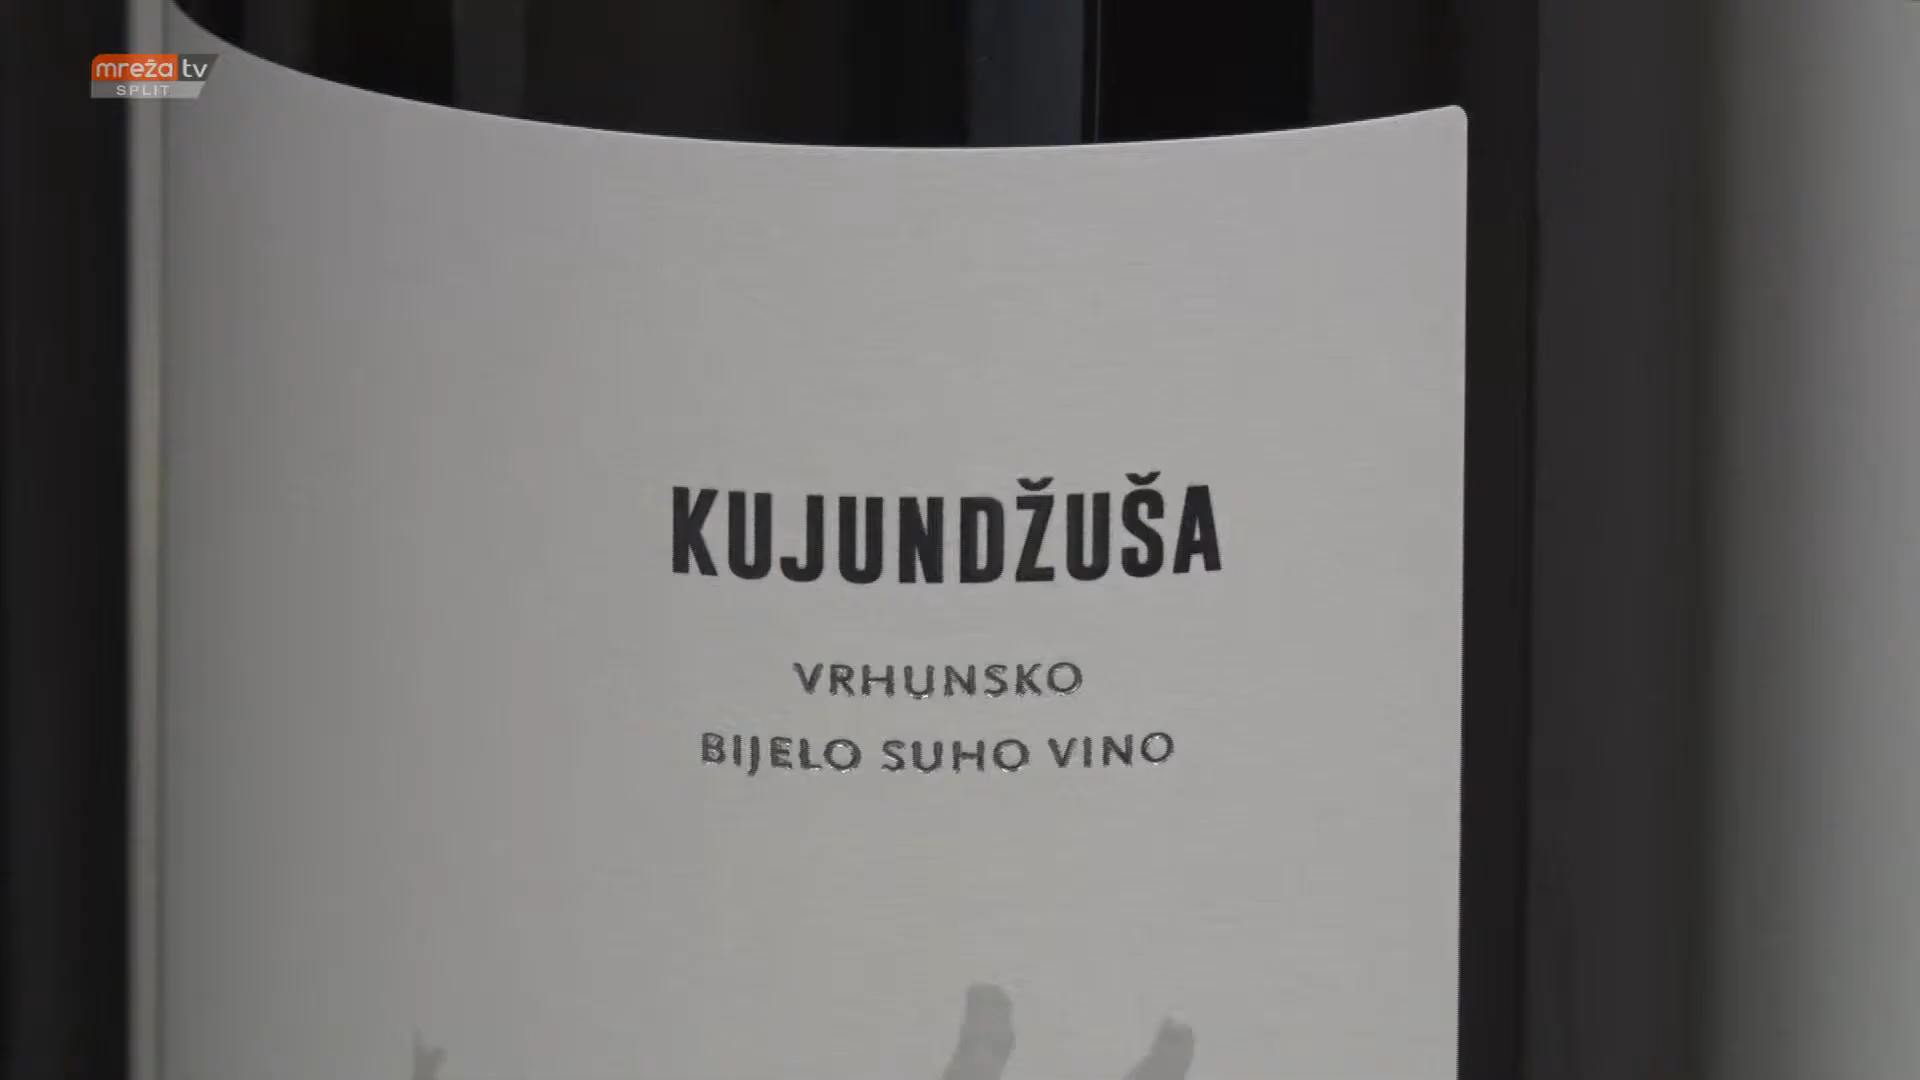 mreža tv
SPLIT
KUJUNDŽUŠA
VRHUNSKO
BIJELO SUHO VINO